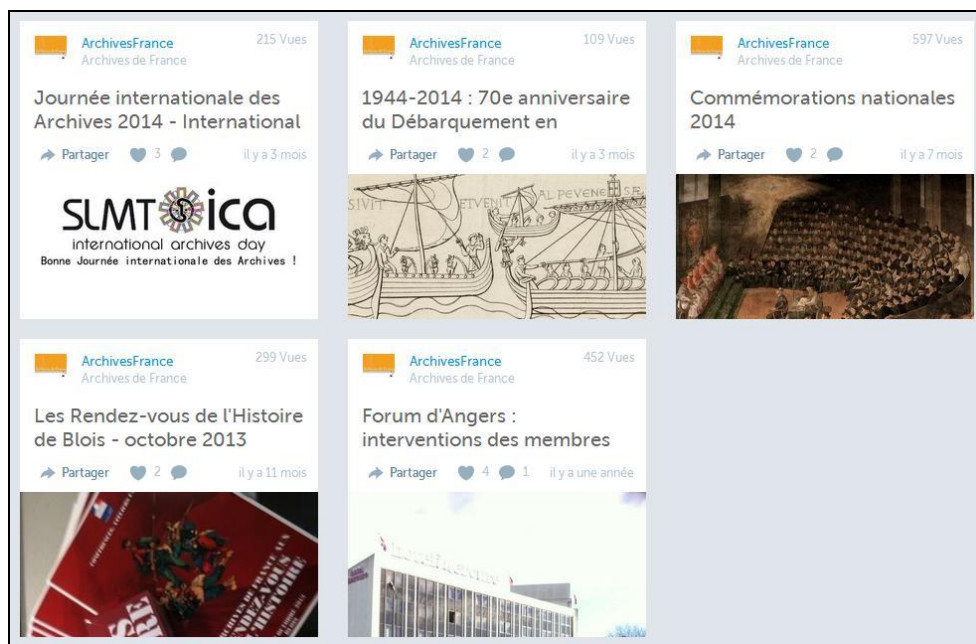 ArchivesFrance
215 Vues
Archives de France
Journée internationale des
Archives 2014 - International
Partager 3 il y a 3 mois
SLMT ica
international archives day
Bonne Journée internationale des Archives !
ArchivesFrance
109 Vues
Archives de France
1944-2014 : 70e anniversaire
du Débarquement en
Partager 2 il y a 3 mois
SIVIT ET VENIT AL PEVENESÆ
ArchivesFrance
597 Vues
Archives de France
Commémorations nationales
2014
Partager 2 il y a 7 mois
ArchivesFrance
299 Vues
Archives de France
Les Rendez-vous de l'Histoire
de Blois - octobre 2013
Partager 2 il y a 11 mois
ArchivesFrance
452 Vues
Archives de France
Forum d'Angers :
interventions des membres
Partager 4 1 il y a une année